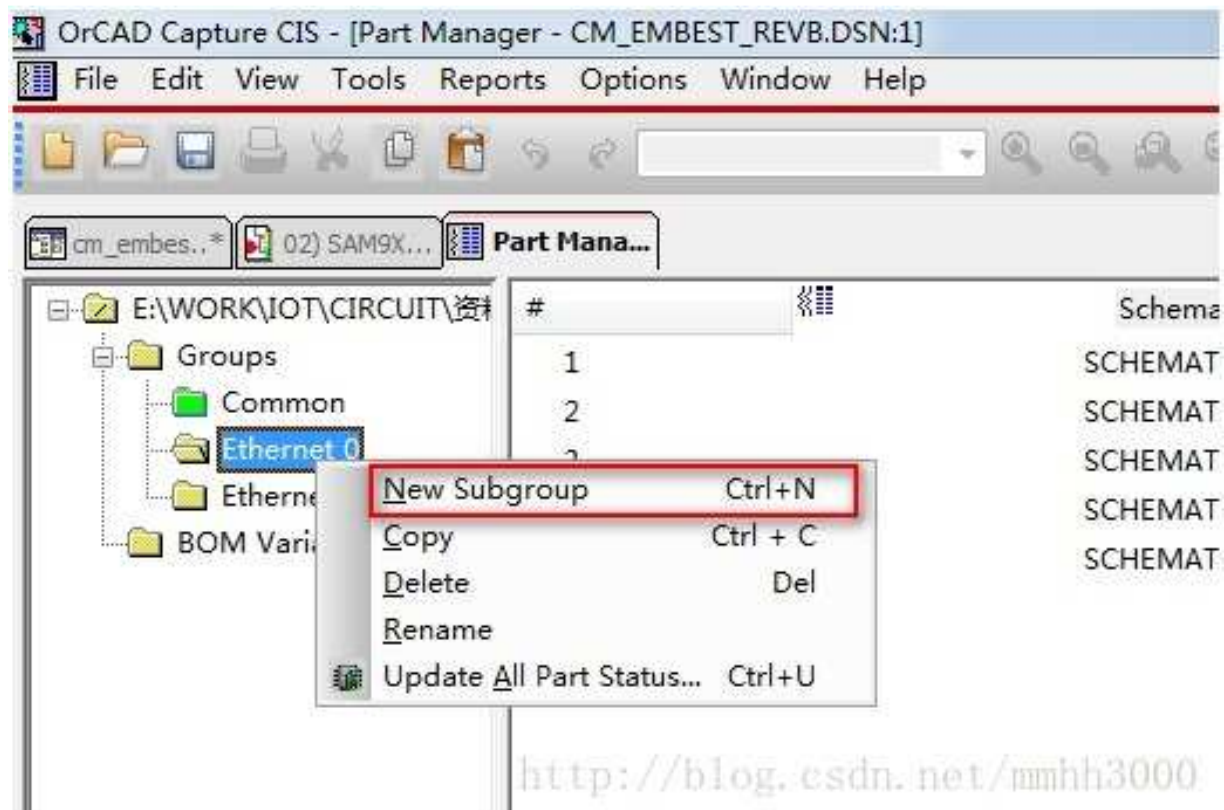 OrCAD Capture CIS - [Part Manager - CM_EMBEST_REVB.DSN:1]
File Edit View Tools Reports Options Window Help
cm_embes..* 02) SAM9X... Part Mana...
E:\WORK\IOT\CIRCUIT\资料 # Schema
Groups 1 SCHEMAT
Common 2 SCHEMAT
Ethernet 0 SCHEMAT
New Subgroup Ctrl+N
Etherne SCHEMAT
Copy Ctrl + C
BOM Vari SCHEMAT
Delete Del
Rename
Update All Part Status... Ctrl+U
http://blog.csdn.net/mmhh3000